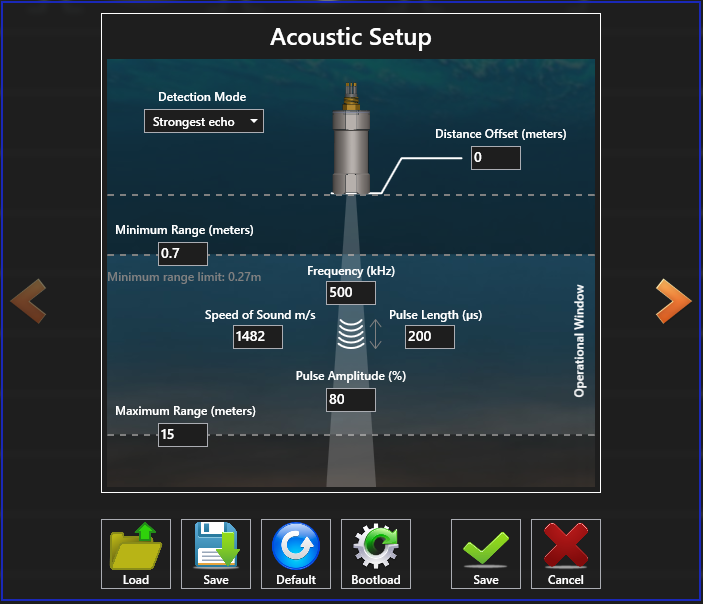 Acoustic Setup
Detection Mode
Strongest echo
Distance Offset (meters)
0
Minimum Range (meters)
0.7
Minimum range limit: 0.27m
Frequency (kHz)
500
Speed of Sound m/s
1482
Pulse Length (µs)
200
Operational Window
Pulse Amplitude (%)
80
Maximum Range (meters)
15
Load
Save
Default
Bootload
Save
Cancel